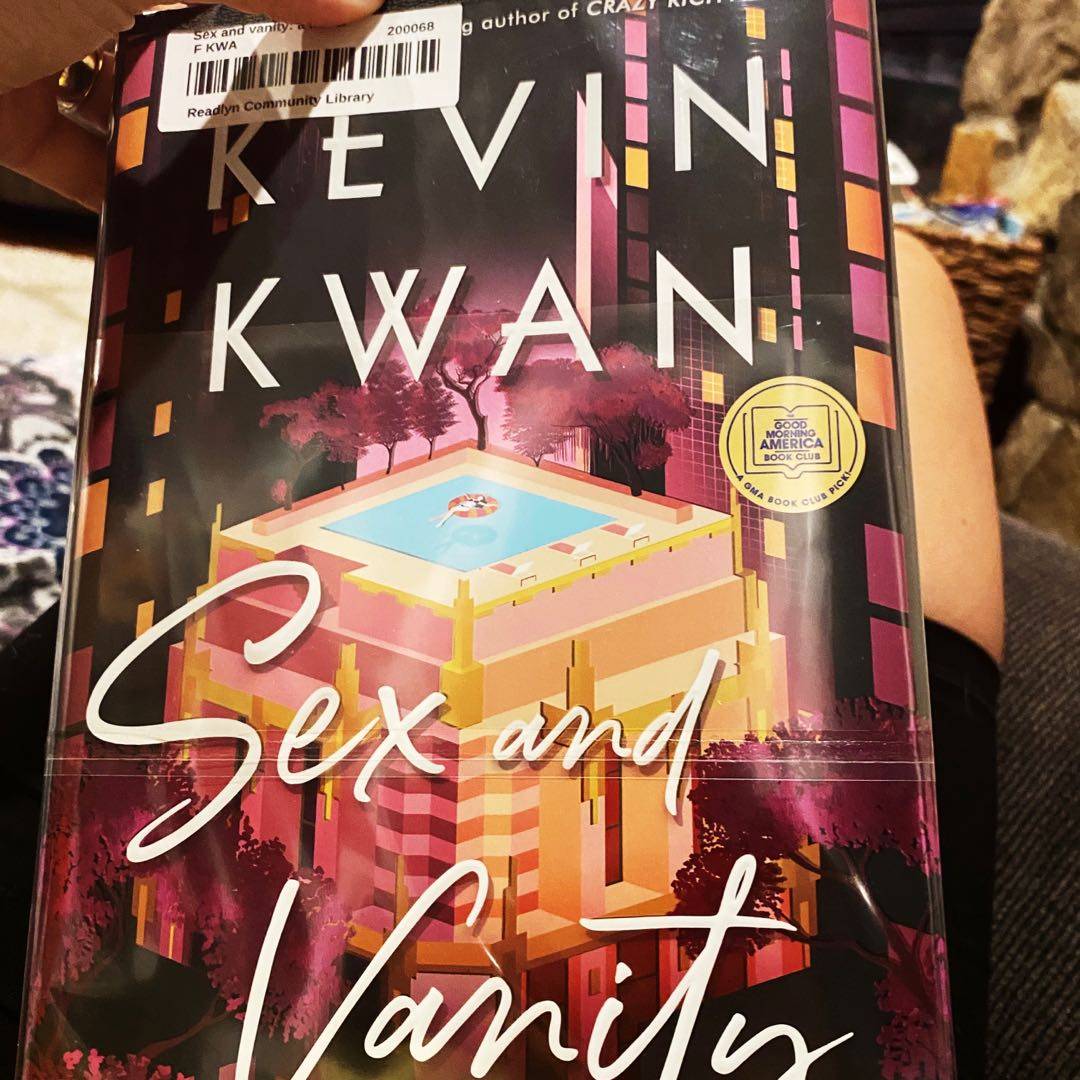 Sex and vanity: a 200068
F KWA
Readlyn Community Library
g author of CRAZY RICH
KEVIN
KWAN
THE
GOOD
MORNING
AMERICA
BOOK CLUB
A GMA BOOK CLUB PICK!
Sex and
Vanity